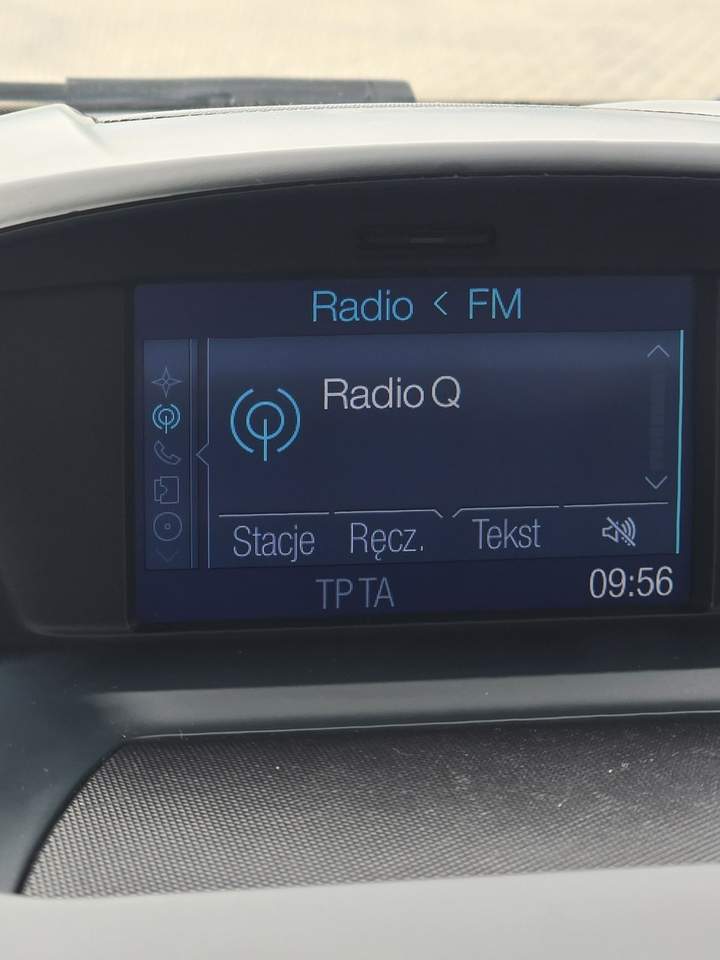 Radio < FM
Radio Q
Stacje Ręcz. Tekst
TP TA 09:56